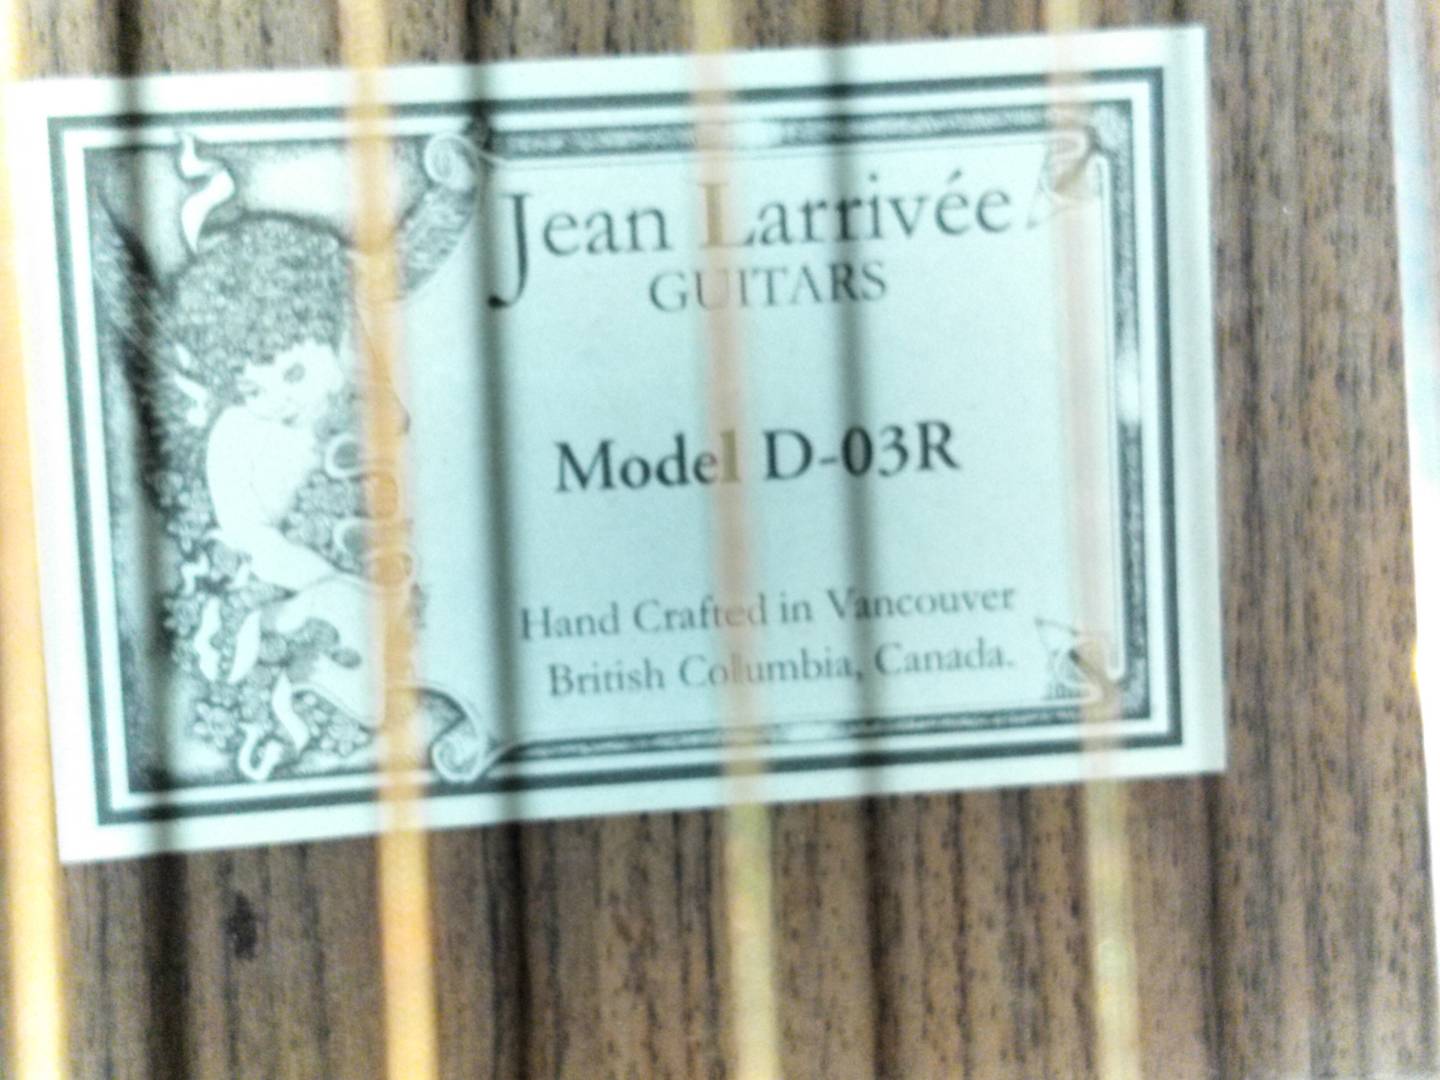 Jean Larrivée
GUITARS
Model D-03R
Hand Crafted in Vancouver
British Columbia, Canada.